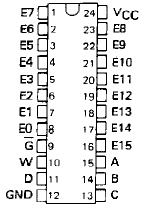 E7 1 24 VCC
E6 2 23 E8
E5 3 22 E9
E4 4 21 E10
E3 5 20 E11
E2 6 19 E12
E1 7 18 E13
E0 8 17 E14
G 9 16 E15
W 10 15 A
D 11 14 B
GND 12 13 C